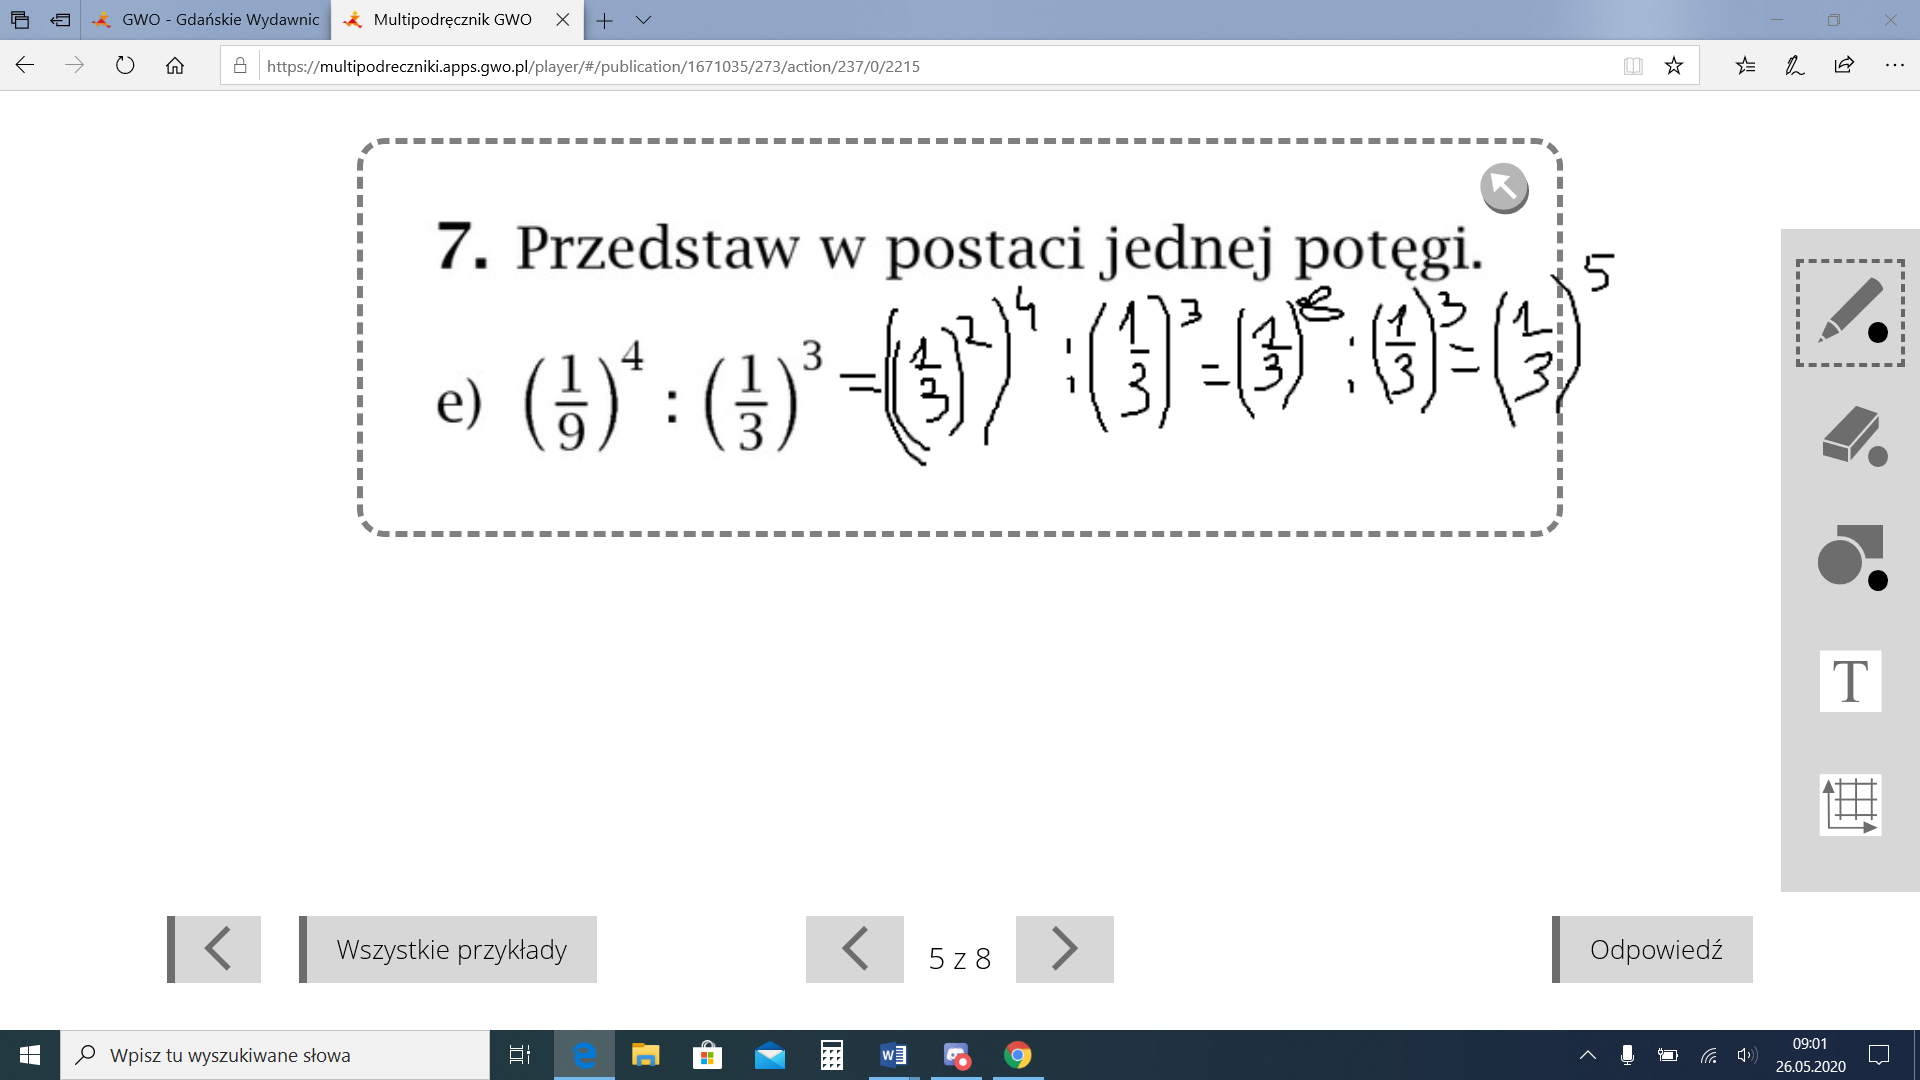 GWO - Gdańskie Wydawnic
Multipodręcznik GWO
https://multipodreczniki.apps.gwo.pl/player/#/publication/1671035/273/action/237/0/2215
7. Przedstaw w postaci jednej potęgi.
e) (1/9)^4 : (1/3)^3 = ((1/3)^2)^4 : (1/3)^3 = (1/3)^8 : (1/3)^3 = (1/3)^5
T
Wszystkie przykłady
5 z 8
Odpowiedź
Wpisz tu wyszukiwane słowa
09:01
26.05.2020